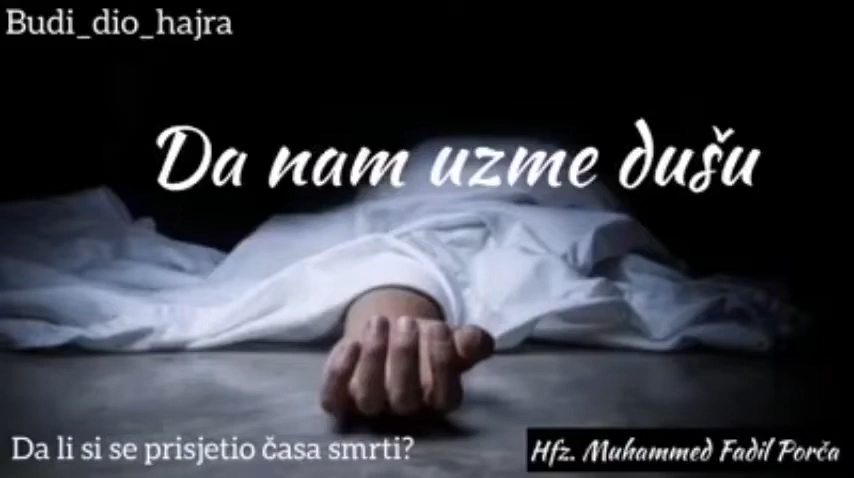 Budi_dio_hajra
Da nam uzme dušu
Da li si se prisjetio časa smrti?
Hfz. Muhammed Fadil Porča